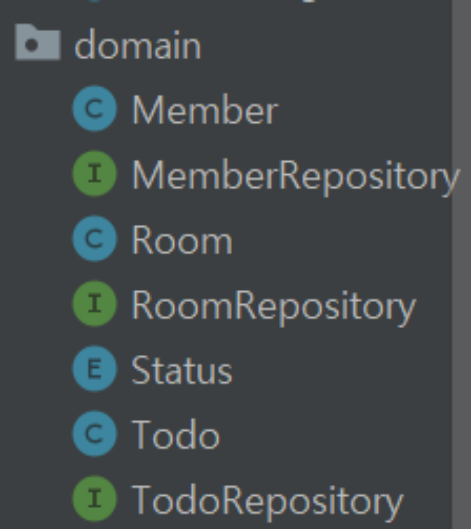 domain
C Member
I MemberRepository
C Room
I RoomRepository
E Status
C Todo
I TodoRepository